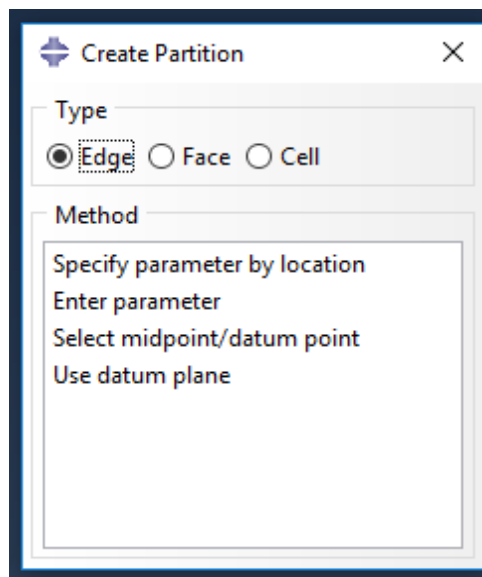 Create Partition
Type
Edge Face Cell
Method
Specify parameter by location
Enter parameter
Select midpoint/datum point
Use datum plane